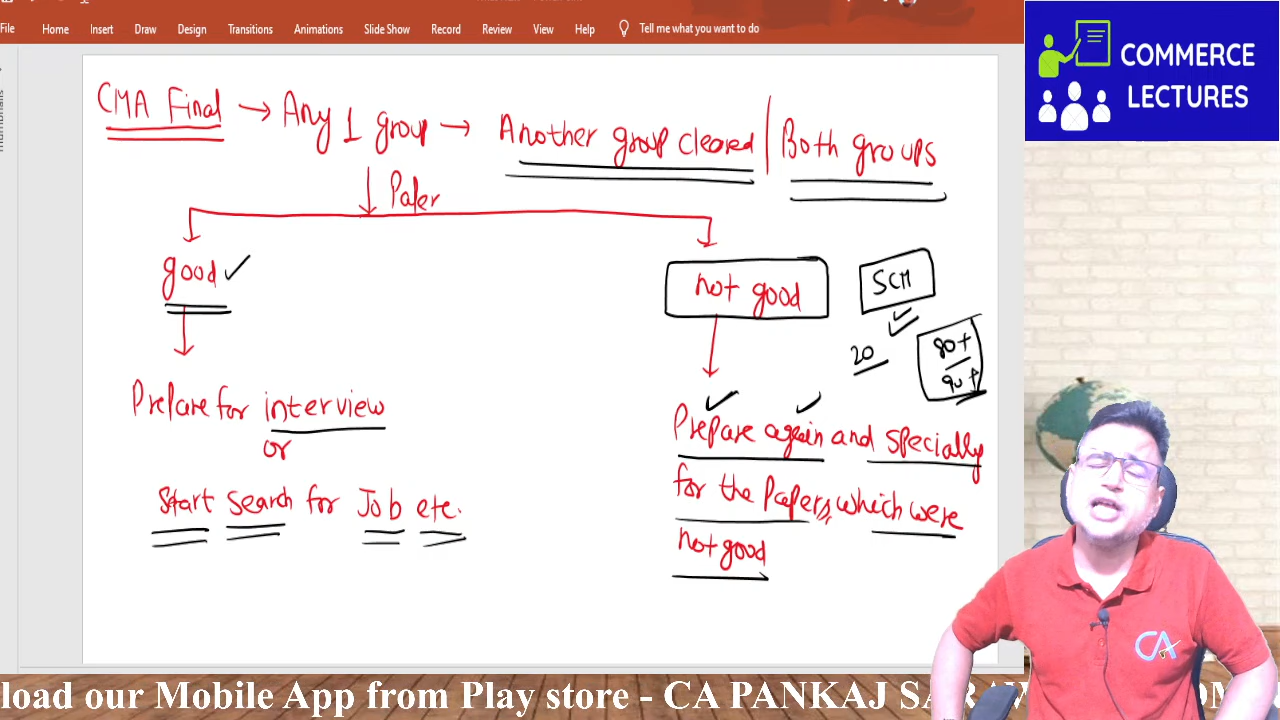 File Home Insert Draw Design Transitions Animations Slide Show Record Review View Help Tell me what you want to do
COMMERCE
LECTURES
CMA Final → Any 1 group → Another group cleared | Both groups
Paper
good ✓
not good
SCM
20
80+
90+
Prepare for interview
or
Start search for Job etc.
Prepare again and specially
for the Papers, which were
not good
CA
load our Mobile App from Play store - CA PANKAJ